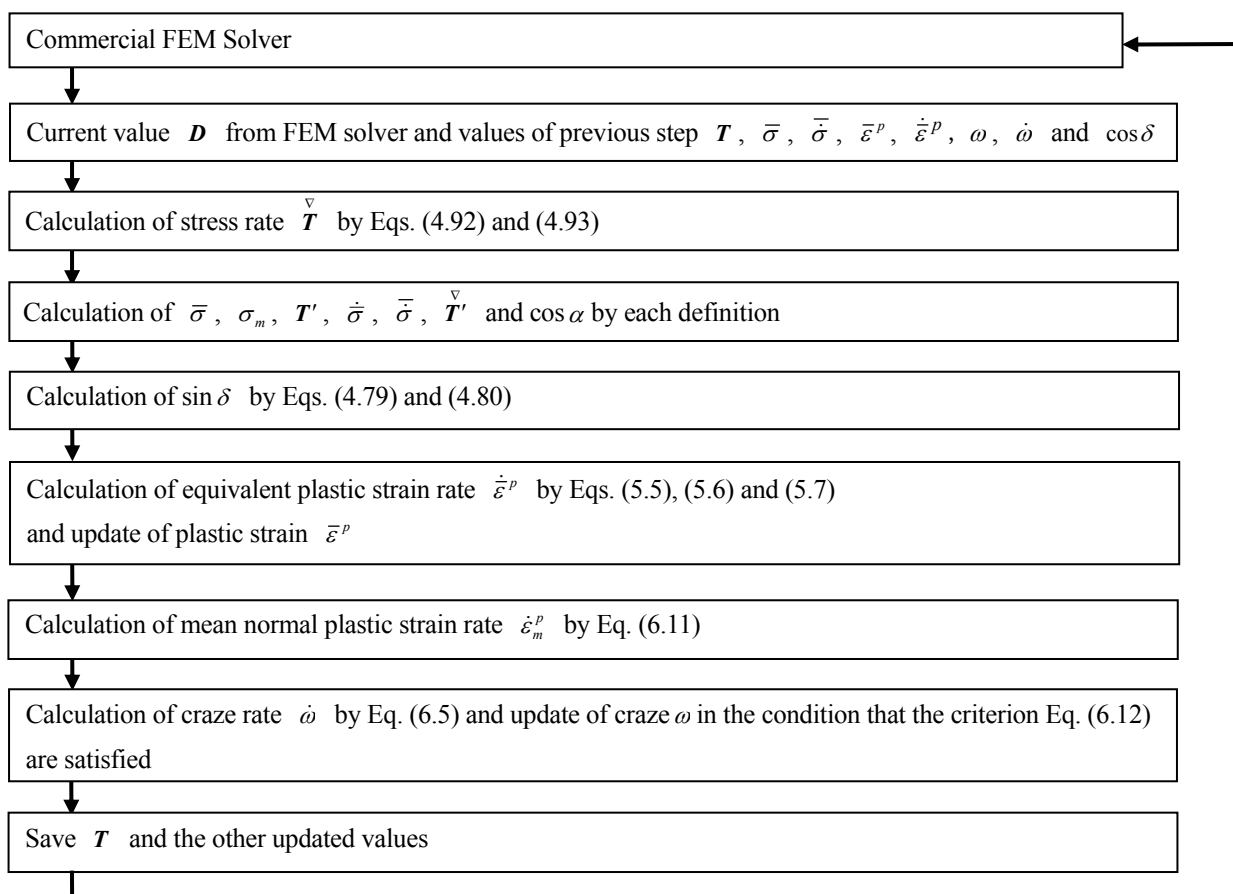 Commercial FEM Solver
Current value D from FEM solver and values of previous step T, σ̅, σ̇̅, ε̅ᵖ, ε̅̇ᵖ, ω, ω̇ and cos δ
Calculation of stress rate T̊ by Eqs. (4.92) and (4.93)
Calculation of σ̅, σₘ, T′, σ̅̇, σ̇̅, T̊′ and cos α by each definition
Calculation of sin δ by Eqs. (4.79) and (4.80)
Calculation of equivalent plastic strain rate ε̅̇ᵖ by Eqs. (5.5), (5.6) and (5.7)
and update of plastic strain ε̅ᵖ
Calculation of mean normal plastic strain rate ε̇ₘᵖ by Eq. (6.11)
Calculation of craze rate ω̇ by Eq. (6.5) and update of craze ω in the condition that the criterion Eq. (6.12)
are satisfied
Save T and the other updated values